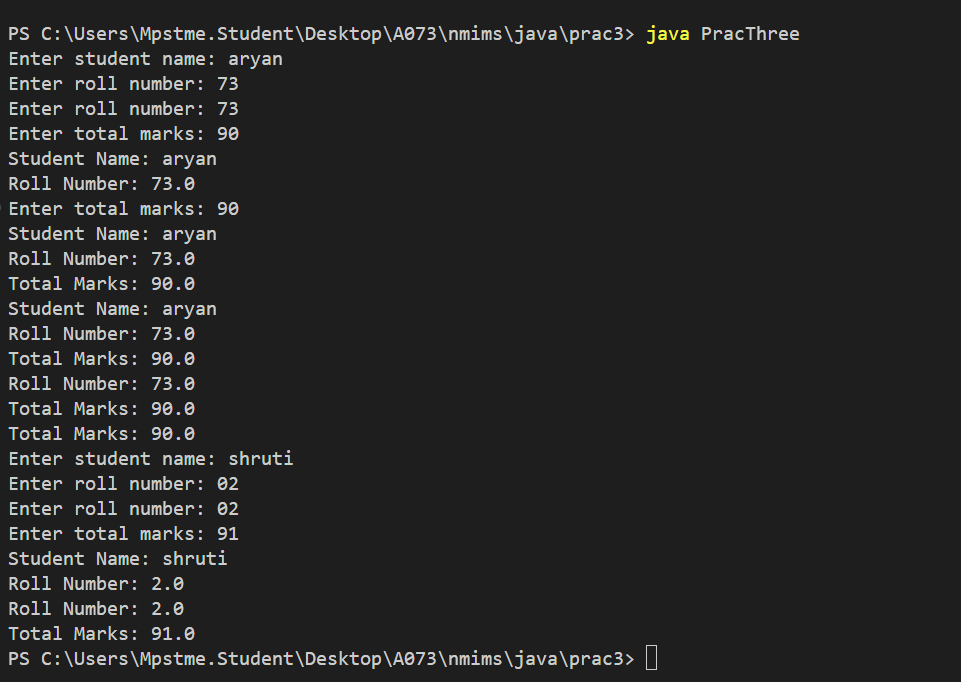 PS C:\Users\Mpstme.Student\Desktop\A073\nmims\java\prac3> java PracThree
Enter student name: aryan
Enter roll number: 73
Enter roll number: 73
Enter total marks: 90
Student Name: aryan
Roll Number: 73.0
Enter total marks: 90
Student Name: aryan
Roll Number: 73.0
Total Marks: 90.0
Student Name: aryan
Roll Number: 73.0
Total Marks: 90.0
Roll Number: 73.0
Total Marks: 90.0
Total Marks: 90.0
Enter student name: shruti
Enter roll number: 02
Enter roll number: 02
Enter total marks: 91
Student Name: shruti
Roll Number: 2.0
Roll Number: 2.0
Total Marks: 91.0
PS C:\Users\Mpstme.Student\Desktop\A073\nmims\java\prac3>